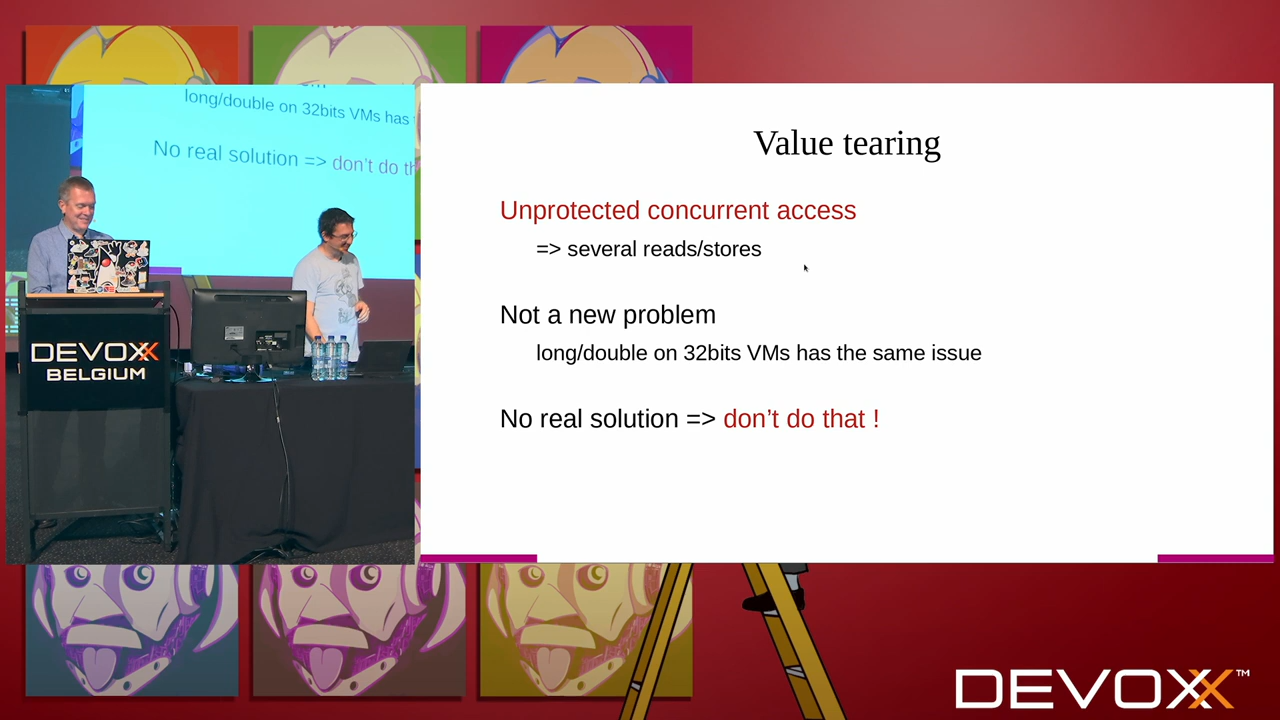 long/double on 32bits VMs has
No real solution => don't do th
DEVOXX
BELGIUM
Value tearing
Unprotected concurrent access
=> several reads/stores
Not a new problem
long/double on 32bits VMs has the same issue
No real solution => don't do that !
DEVOXX™